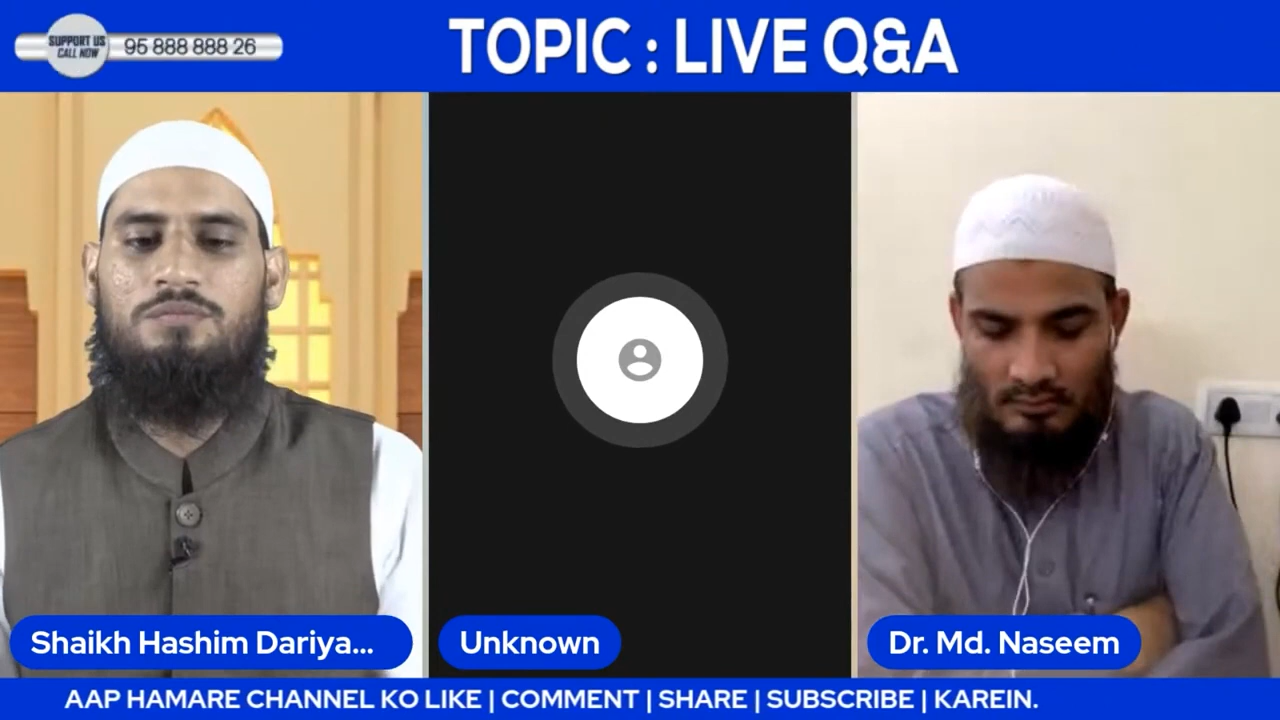 SUPPORT US
CALL NOW
95 888 888 26
TOPIC : LIVE Q&A
Shaikh Hashim Dariya...
Unknown
Dr. Md. Naseem
AAP HAMARE CHANNEL KO LIKE | COMMENT | SHARE | SUBSCRIBE | KAREIN.